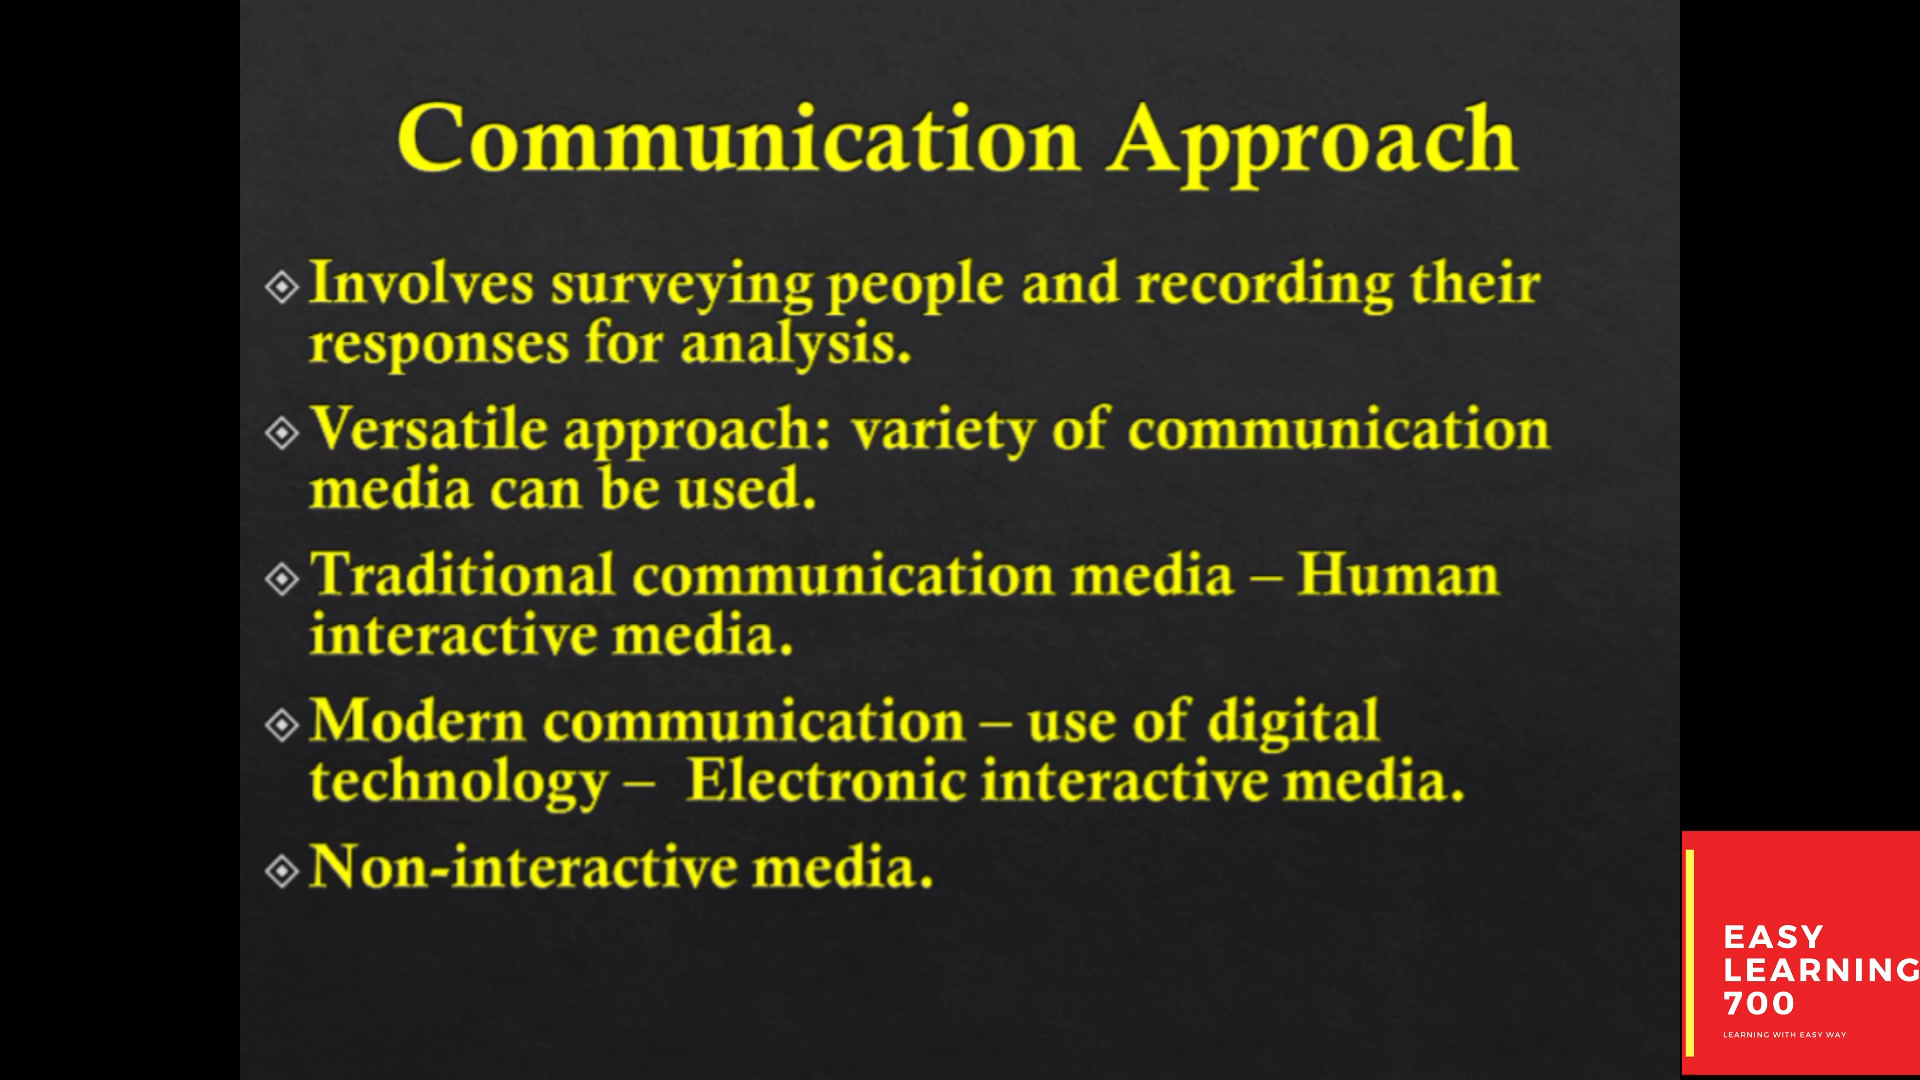 Communication Approach
Involves surveying people and recording their
responses for analysis.
Versatile approach: variety of communication
media can be used.
Traditional communication media – Human
interactive media.
Modern communication – use of digital
technology –  Electronic interactive media.
Non-interactive media.
EASY
LEARNING
700
LEARNING WITH EASY WAY